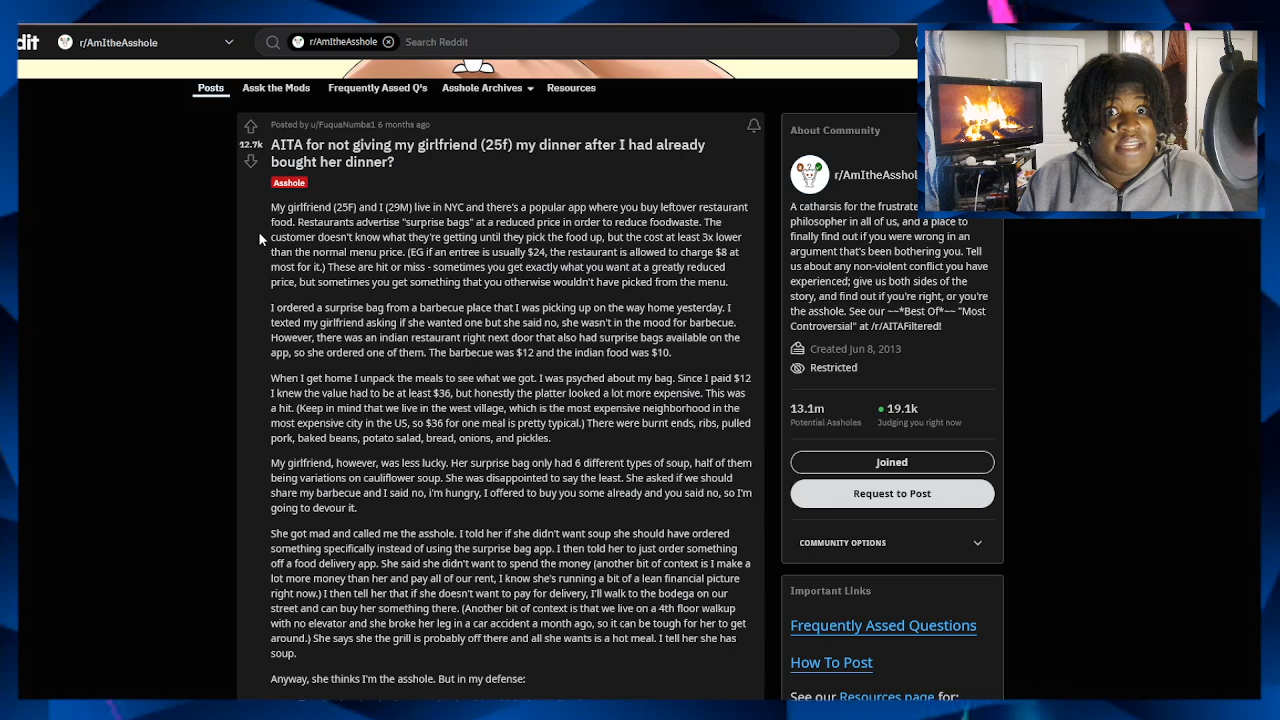 dit
r/AmItheAsshole
r/AmItheAsshole
Search Reddit
Posts
Assk the Mods
Frequently Assed Q's
Asshole Archives
Resources
Posted by u/FuquaNumba1 6 months ago
12.7k
AITA for not giving my girlfriend (25f) my dinner after I had already
bought her dinner?
Asshole
My girlfriend (25F) and I (29M) live in NYC and there's a popular app where you buy leftover restaurant
food. Restaurants advertise "surprise bags" at a reduced price in order to reduce foodwaste. The
customer doesn't know what they're getting until they pick the food up, but the cost at least 3x lower
than the normal menu price. (EG if an entree is usually $24, the restaurant is allowed to charge $8 at
most for it.) These are hit or miss - sometimes you get exactly what you want at a greatly reduced
price, but sometimes you get something that you otherwise wouldn't have picked from the menu.
I ordered a surprise bag from a barbecue place that I was picking up on the way home yesterday. I
texted my girlfriend asking if she wanted one but she said no, she wasn't in the mood for barbecue.
However, there was an indian restaurant right next door that also had surprise bags available on the
app, so she ordered one of them. The barbecue was $12 and the indian food was $10.
When I get home I unpack the meals to see what we got. I was psyched about my bag. Since I paid $12
I knew the value had to be at least $36, but honestly the platter looked a lot more expensive. This was
a hit. (Keep in mind that we live in the west village, which is the most expensive neighborhood in the
most expensive city in the US, so $36 for one meal is pretty typical.) There were burnt ends, ribs, pulled
pork, baked beans, potato salad, bread, onions, and pickles.
My girlfriend, however, was less lucky. Her surprise bag only had 6 different types of soup, half of them
being variations on cauliflower soup. She was disappointed to say the least. She asked if we should
share my barbecue and I said no, i'm hungry, I offered to buy you some already and you said no, so I'm
going to devour it.
She got mad and called me the asshole. I told her if she didn't want soup she should have ordered
something specifically instead of using the surprise bag app. I then told her to just order something
off a food delivery app. She said she didn't want to spend the money (another bit of context is I make a
lot more money than her and pay all of our rent, I know she's running a bit of a lean financial picture
right now.) I then tell her that if she doesn't want to pay for delivery, I'll walk to the bodega on our
street and can buy her something there. (Another bit of context is that we live on a 4th floor walkup
with no elevator and she broke her leg in a car accident a month ago, so it can be tough for her to get
around.) She says she the grill is probably off there and all she wants is a hot meal. I tell her she has
soup.
Anyway, she thinks I'm the asshole. But in my defense:
About Community
r/AmItheAsshole
A catharsis for the frustrated
philosopher in all of us, and a place to
finally find out if you were wrong in an
argument that's been bothering you. Tell
us about any non-violent conflict you have
experienced; give us both sides of the
story, and find out if you're right, or you're
the asshole. See our ~~*Best Of*~~ "Most
Controversial" at /r/AITAFiltered!
Created Jun 8, 2013
Restricted
13.1m
19.1k
Potential Assholes
Judging you right now
Joined
Request to Post
COMMUNITY OPTIONS
Important Links
Frequently Assed Questions
How To Post
See our Resources page for: